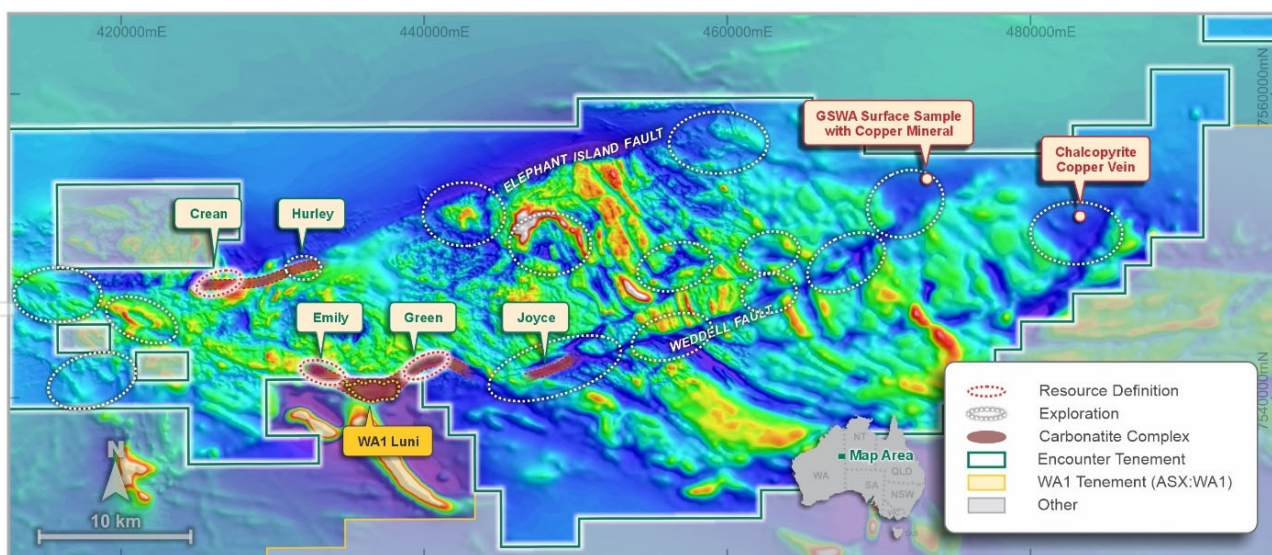 420000mE
440000mE
460000mE
480000mE
7560000mN
GSWA Surface Sample
with Copper Mineral
Chalcopyrite
Copper Vein
ELEPHANT ISLAND FAULT
Crean
Hurley
Emily
Green
Joyce
WEDDELL FAULT
7540000mN
WA1 Luni
N
10 km
WA
NT
SA
QLD
NSW
Map Area
Resource Definition
Exploration
Carbonatite Complex
Encounter Tenement
WA1 Tenement (ASX:WA1)
Other